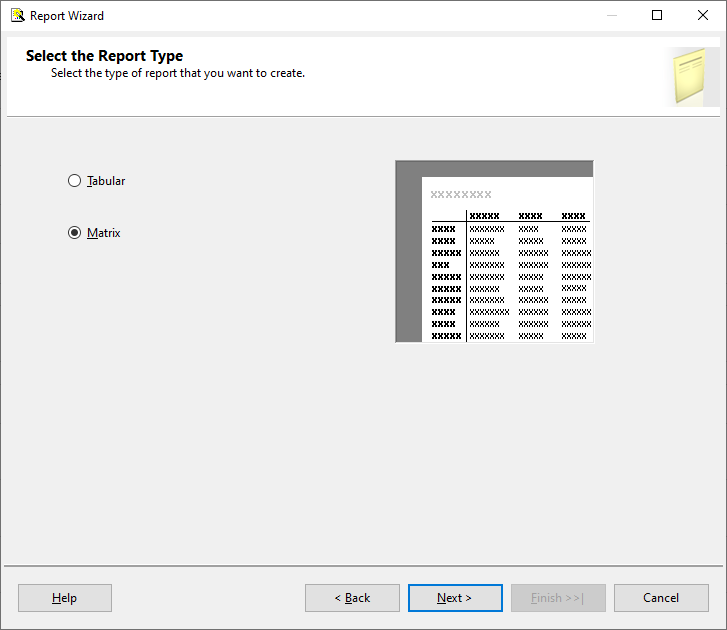 Report Wizard
Select the Report Type
Select the type of report that you want to create.
Tabular
Matrix
XXXXXXXX
XXXXX XXXX XXXX
XXXX XXXXXXX XXXX XXXXX
XXXX XXXXX XXXXX XXXXX
XXXXX XXXXXX XXXXXX XXXXXX
XXX XXXXXXX XXXXXX XXXXXX
XXXXX XXXXXXX XXXXX XXXXXX
XXXXX XXXXXX XXXXX XXXXX
XXXXX XXXXXXX XXXXXX XXXXX
XXXX XXXXXXXX XXXXXX XXXXXX
XXXX XXXXXX XXXXXX XXXXXX
XXXXX XXXXXXX XXXXX XXXXXX
Help
< Back
Next >
Finish >>|
Cancel